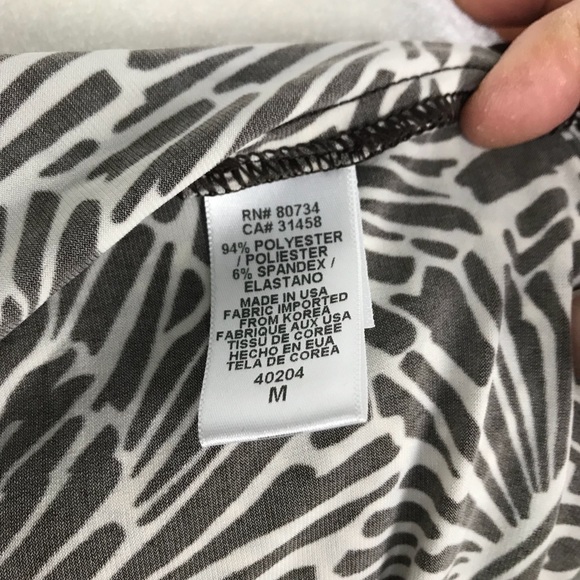 RN# 80734
CA# 31458
94% POLYESTER
/ POLIESTER
6% SPANDEX /
ELASTANO
MADE IN USA
FABRIC IMPORTED
FROM KOREA
FABRIQUE AUX USA
TISSU DE COREE
HECHO EN EUA
TELA DE COREA
40204
M